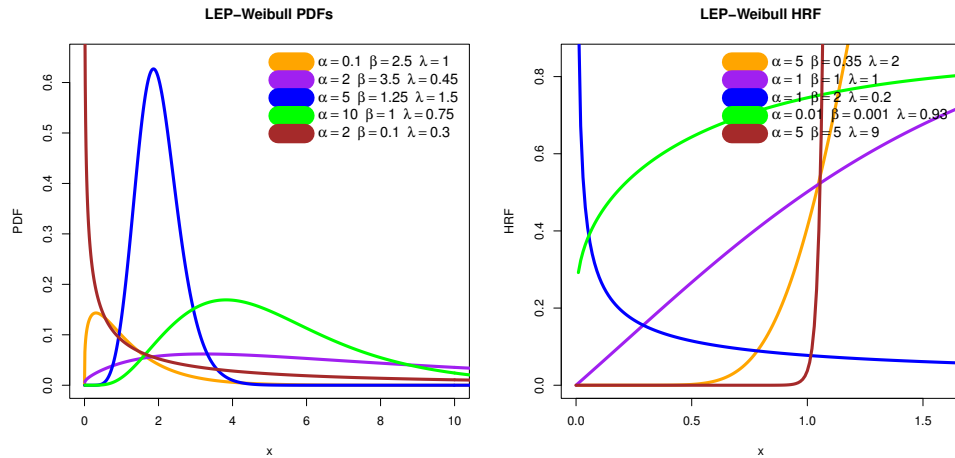 LEP−Weibull PDFs
α = 0.1 β = 2.5 λ = 1
α = 2 β = 3.5 λ = 0.45
α = 5 β = 1.25 λ = 1.5
α = 10 β = 1 λ = 0.75
α = 2 β = 0.1 λ = 0.3
PDF
0.0
0.1
0.2
0.3
0.4
0.5
0.6
0
2
4
6
8
10
x
LEP−Weibull HRF
α = 5 β = 0.35 λ = 2
α = 1 β = 1 λ = 1
α = 1 β = 2 λ = 0.2
α = 0.01 β = 0.001 λ = 0.93
α = 5 β = 5 λ = 9
HRF
0.0
0.2
0.4
0.6
0.8
0.0
0.5
1.0
1.5
x